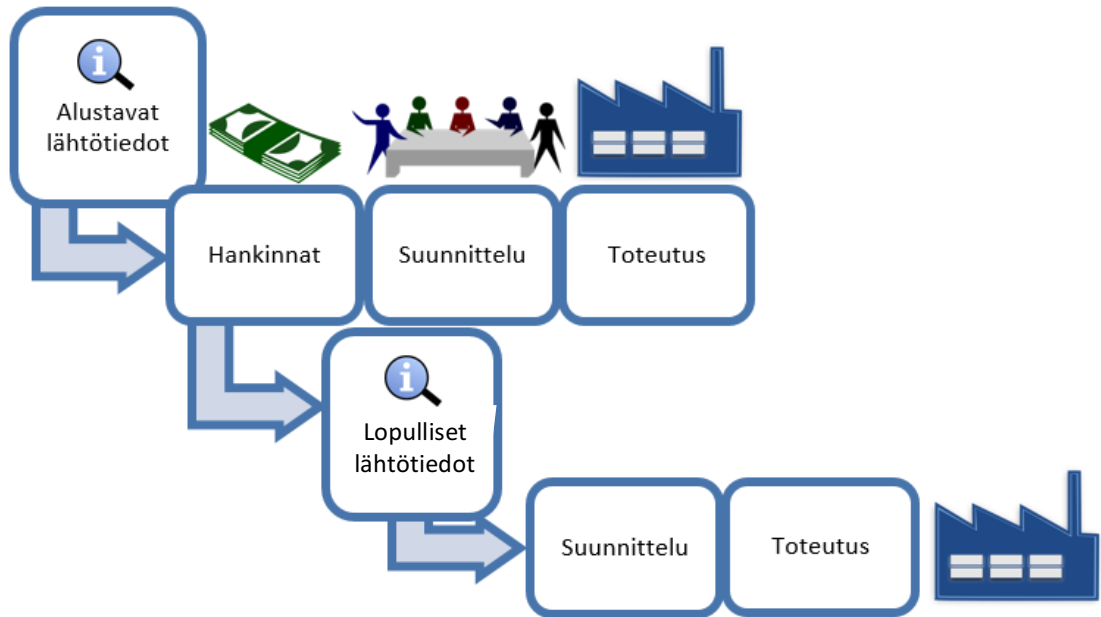 Alustavat
lähtötiedot
Hankinnat
Suunnittelu
Toteutus
Lopulliset
lähtötiedot
Suunnittelu
Toteutus